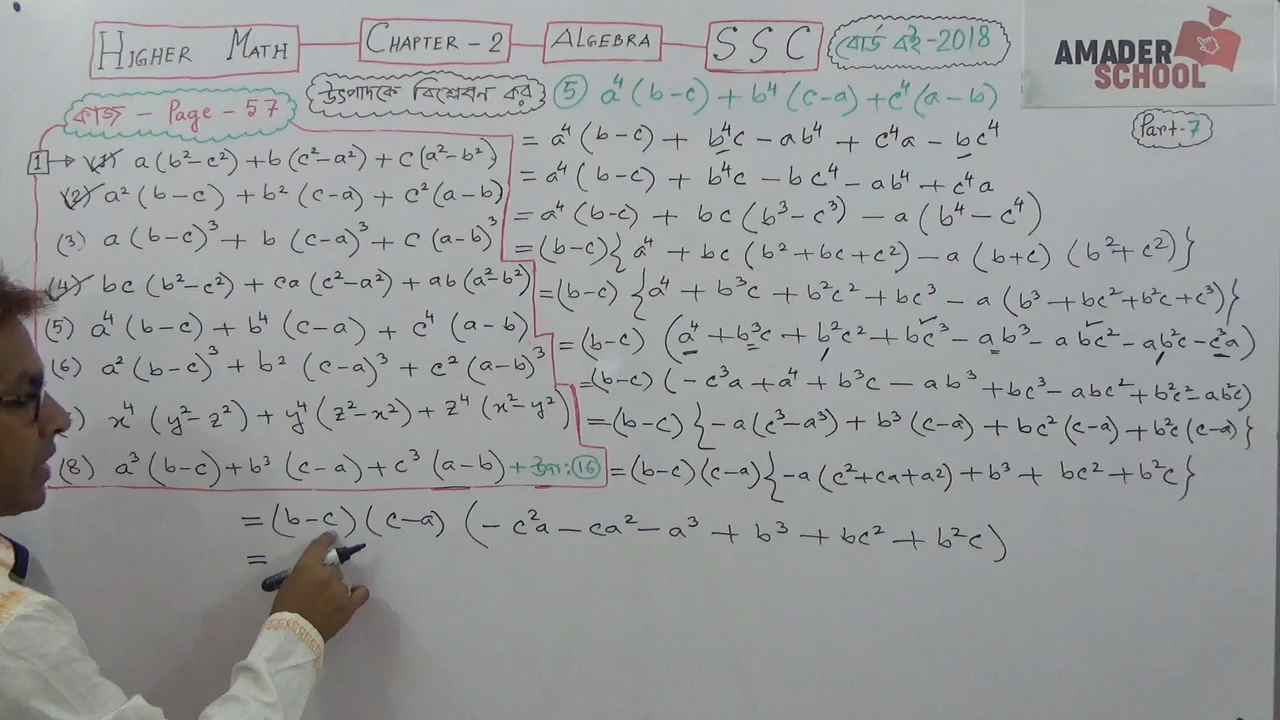 HIGHER MATH CHAPTER - 2 ALGEBRA SSC বোর্ড বই-2018
AMADER SCHOOL
Part-7
কাজ - Page - 57
উৎপাদকে বিশ্লেষণ কর
1 → (1) a(b²-c²)+b(c²-a²)+c(a²-b²)
(2) a²(b-c)+b²(c-a)+c²(a-b)
(3) a(b-c)³+b(c-a)³+c(a-b)³
(4) bc(b²-c²)+ca(c²-a²)+ab(a²-b²)
(5) a⁴(b-c)+b⁴(c-a)+c⁴(a-b)
(6) a²(b-c)³+b²(c-a)³+c²(a-b)³
x⁴(y²-z²)+y⁴(z²-x²)+z⁴(x²-y²)
(8) a³(b-c)+b³(c-a)+c³(a-b)+উদা:16
5 a⁴(b-c)+b⁴(c-a)+c⁴(a-b)
= a⁴(b-c)+b⁴c-ab⁴+c⁴a-bc⁴
= a⁴(b-c)+b⁴c-bc⁴-ab⁴+c⁴a
= a⁴(b-c)+bc(b³-c³)-a(b⁴-c⁴)
= (b-c){a⁴+bc(b²+bc+c²)-a(b+c)(b²+c²)}
= (b-c){a⁴+b³c+b²c²+bc³-a(b³+bc²+b²c+c³)}
= (b-c)(a⁴+b³c+b²c²+bc³-ab³-abc²-ab²c-c³a)
= (b-c)(-c³a+a⁴+b³c-ab³+bc³-abc²+b²c²-ab²c)
= (b-c){-a(c³-a³)+b³(c-a)+bc²(c-a)+b²c(c-a)}
= (b-c)(c-a){-a(c²+ca+a²)+b³+bc²+b²c}
= (b-c)(c-a)(-c²a-ca²-a³+b³+bc²+b²c)
=